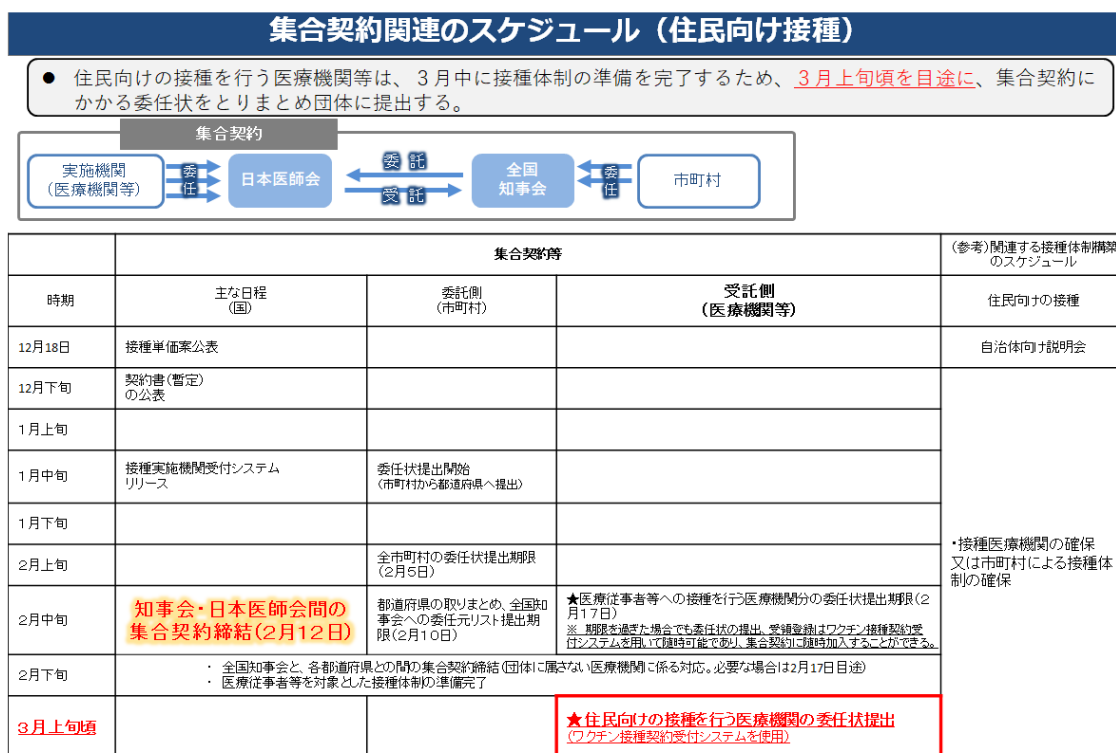 集合契約関連のスケジュール（住民向け接種）
● 住民向けの接種を行う医療機関等は、３月中に接種体制の準備を完了するため、３月上旬頃を目途に、集合契約に
かかる委任状をとりまとめ団体に提出する。
集合契約
実施機関
(医療機関等)
委任
日本医師会
委 託
受 託
全国
知事会
委任
市町村
集合契約等
(参考)関連する接種体制構築
のスケジュール
時期
主な日程
(国)
委託側
(市町村)
受託側
(医療機関等)
住民向けの接種
12月18日
接種単価案公表
自治体向け説明会
12月下旬
契約書(暫定)
の公表
１月上旬
１月中旬
接種実施機関受付システム
リリース
委任状提出開始
(市町村から都道府県へ提出)
１月下旬
２月上旬
全市町村の委任状提出期限
(２月５日)
・接種医療機関の確保
又は市町村による接種体
制の確保
２月中旬
知事会・日本医師会間の
集合契約締結(2月12日)
都道府県の取りまとめ、全国知
事会への委任元リスト提出期
限(２月10日)
★医療従事者等への接種を行う医療機関分の委任状提出期限(２
月17日)
※ 期限を過ぎた場合でも委任状の提出、受領登録はワクチン接種契約受
付システムを用いて随時可能であり、集合契約に随時加入することができる。
２月下旬
・ 全国知事会と、各都道府県との間の集合契約締結(団体に属さない医療機関に係る対応。必要な場合は2月17日目途)
・ 医療従事者等を対象とした接種体制の準備完了
３月上旬頃
★住民向けの接種を行う医療機関の委任状提出
(ワクチン接種契約受付システムを使用)